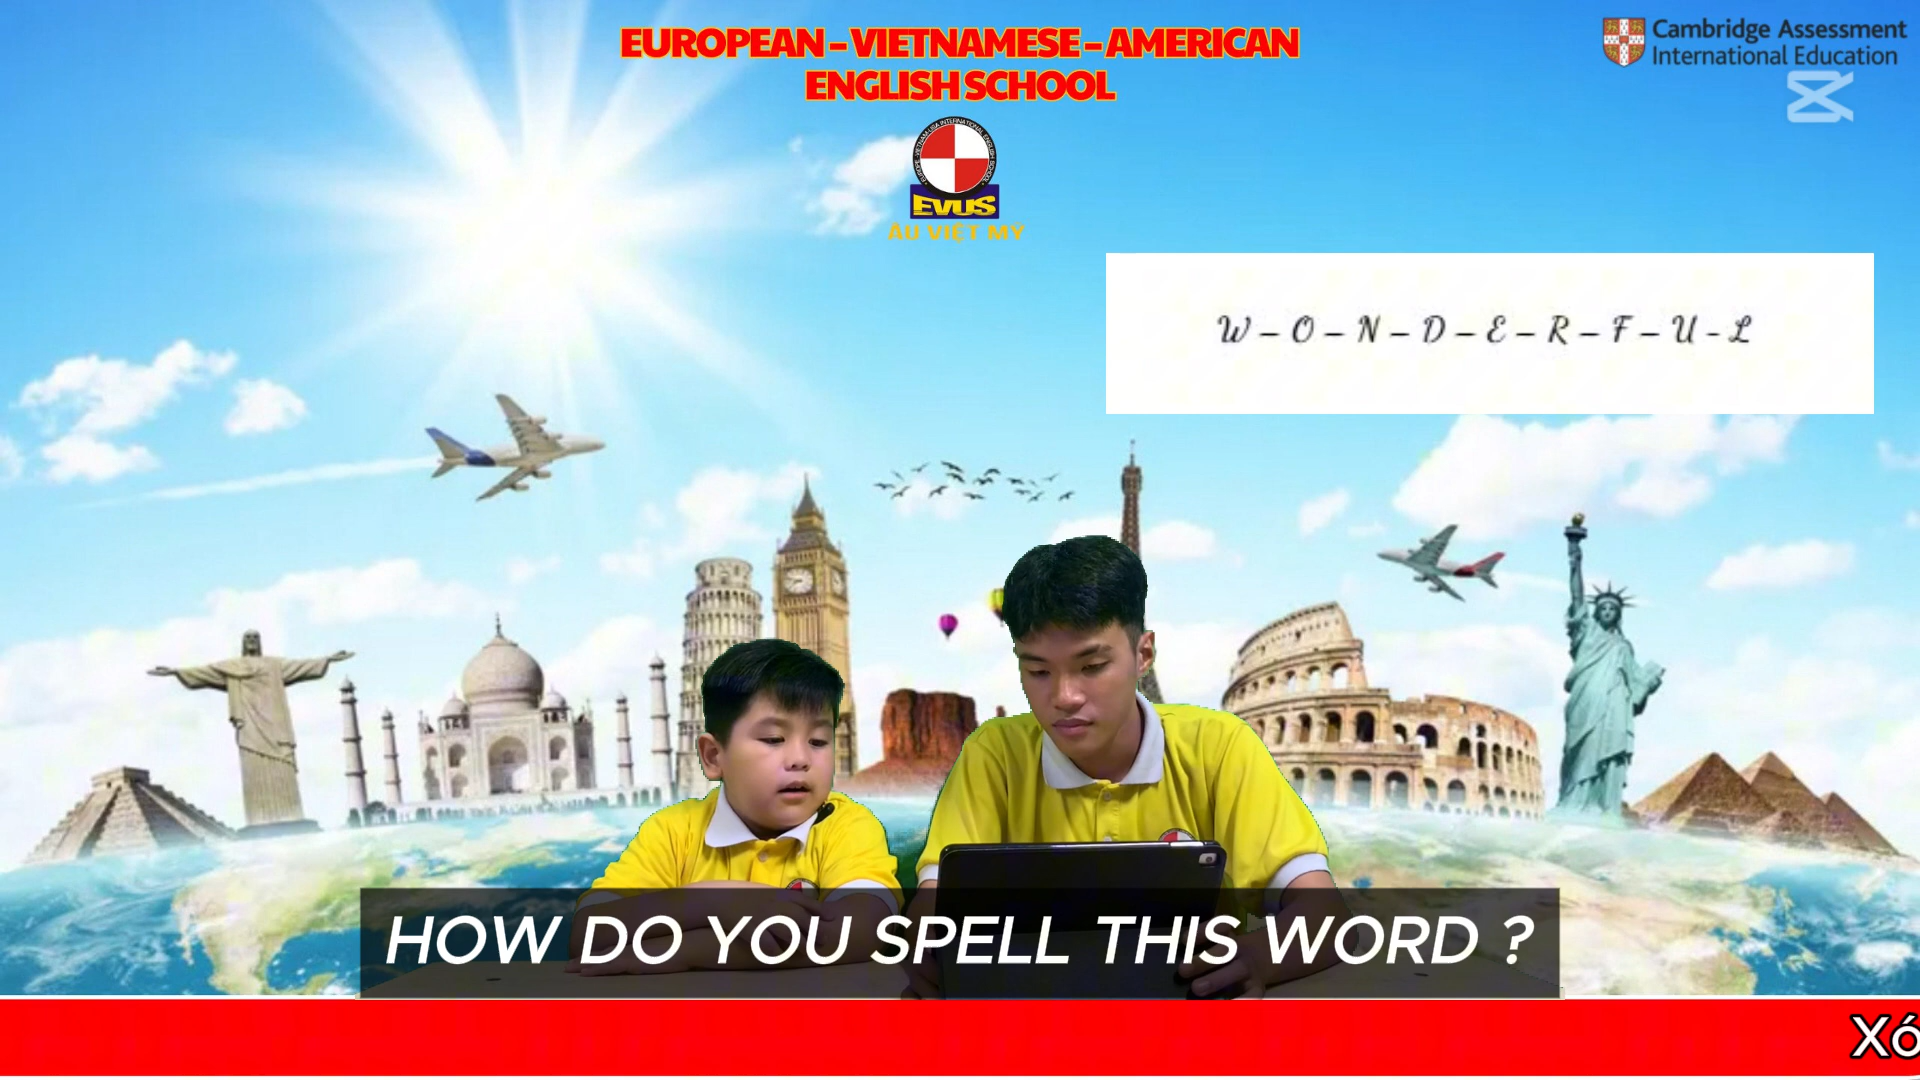 EUROPEAN – VIETNAMESE – AMERICAN
ENGLISH SCHOOL
Cambridge Assessment
International Education
EVUS
ÂU VIỆT MỸ
W – O – N – D – E – R – F – U - L
HOW DO YOU SPELL THIS WORD ?
Xó